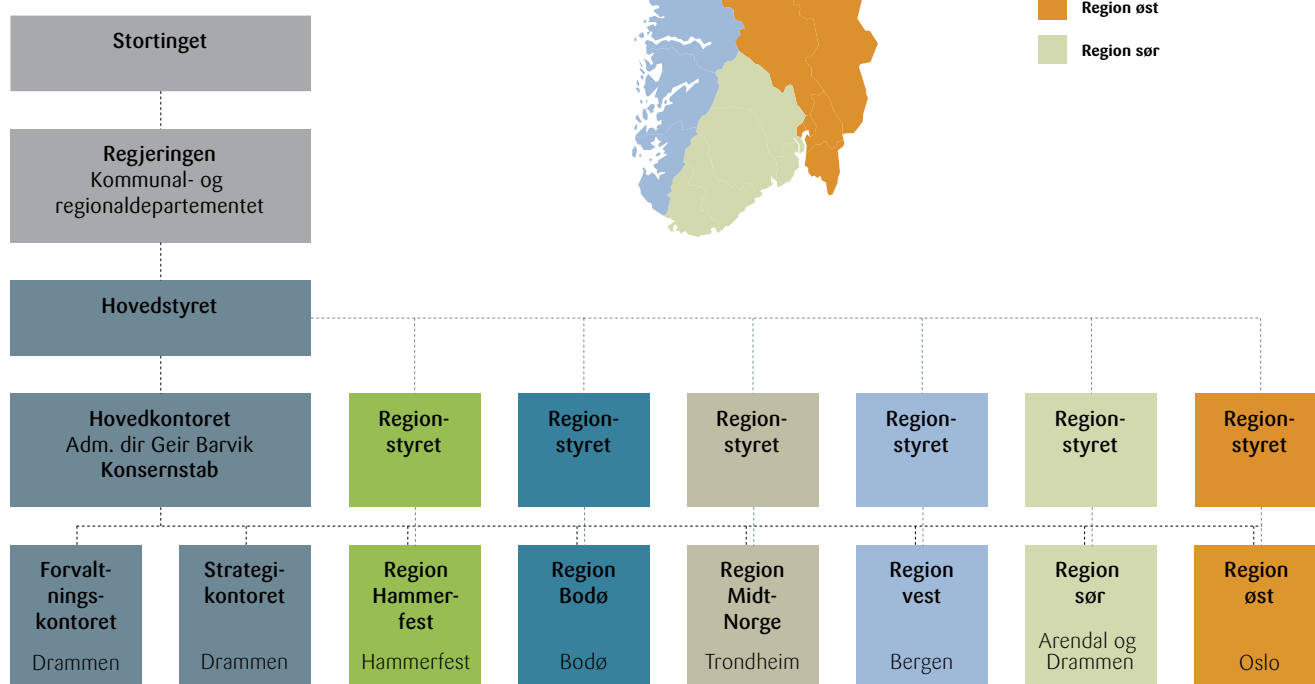 Region øst
Region sør
Stortinget
Regjeringen
Kommunal- og
regionaldepartementet
Hovedstyret
Hovedkontoret
Adm. dir Geir Barvik
Konsernstab
Region-
styret
Region-
styret
Region-
styret
Region-
styret
Region-
styret
Region-
styret
Forvalt-
nings-
kontoret
Drammen
Strategi-
kontoret
Drammen
Region
Hammer-
fest
Hammerfest
Region
Bodø
Bodø
Region
Midt-
Norge
Trondheim
Region
vest
Bergen
Region
sør
Arendal og
Drammen
Region
øst
Oslo